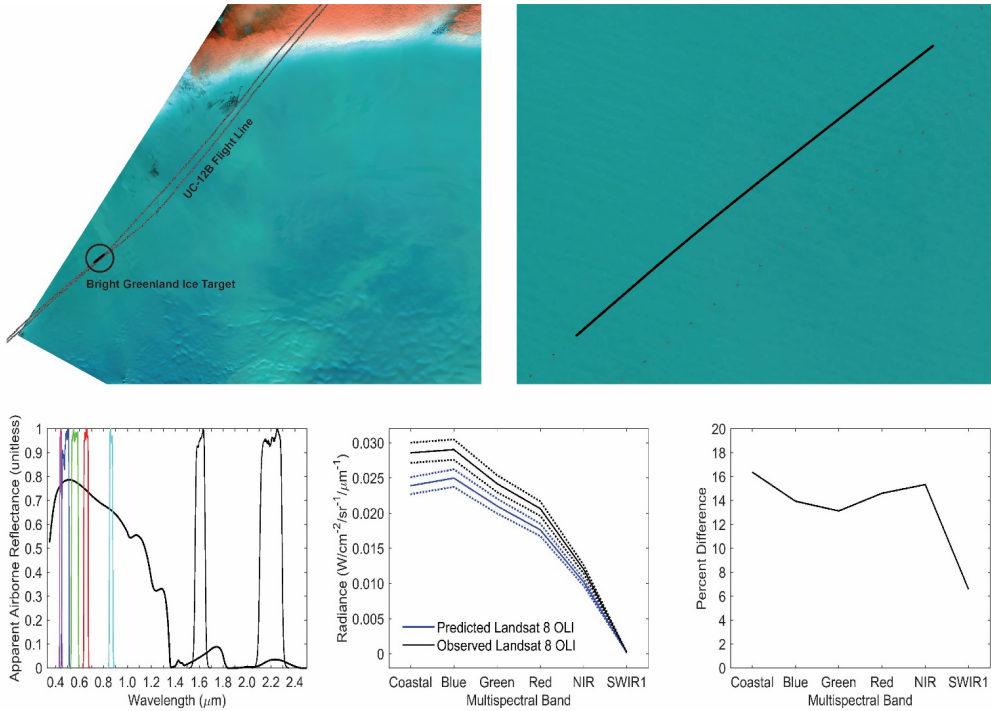 UC-12B Flight Line
Bright Greenland Ice Target
Apparent Airborne Reflectance (unitless)
1
0.9
0.8
0.7
0.6
0.5
0.4
0.3
0.2
0.1
0
0.4 0.6 0.8 1.0 1.2 1.4 1.6 1.8 2.0 2.2 2.4
Wavelength (μm)
Radiance (W/cm⁻²/sr⁻¹/μm⁻¹)
0.030
0.025
0.020
0.015
0.010
0.005
0
Predicted Landsat 8 OLI
Observed Landsat 8 OLI
Coastal Blue Green Red NIR SWIR1
Multispectral Band
Percent Difference
20
18
16
14
12
10
8
6
4
2
0
Coastal Blue Green Red NIR SWIR1
Multispectral Band